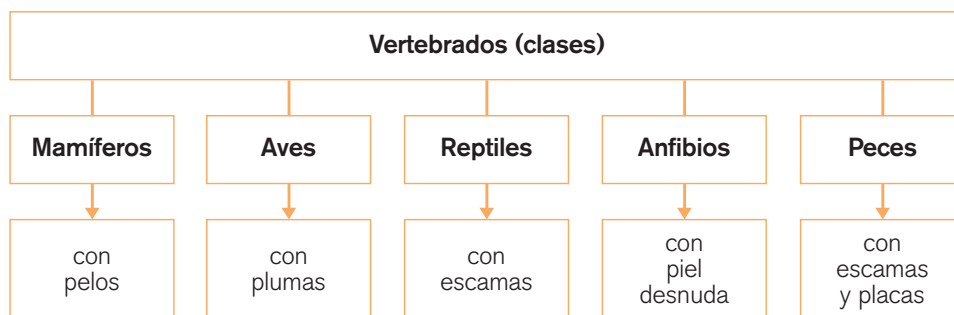 Vertebrados (clases)
Mamíferos
Aves
Reptiles
Anfibios
Peces
con
pelos
con
plumas
con
escamas
con
piel
desnuda
con
escamas
y placas